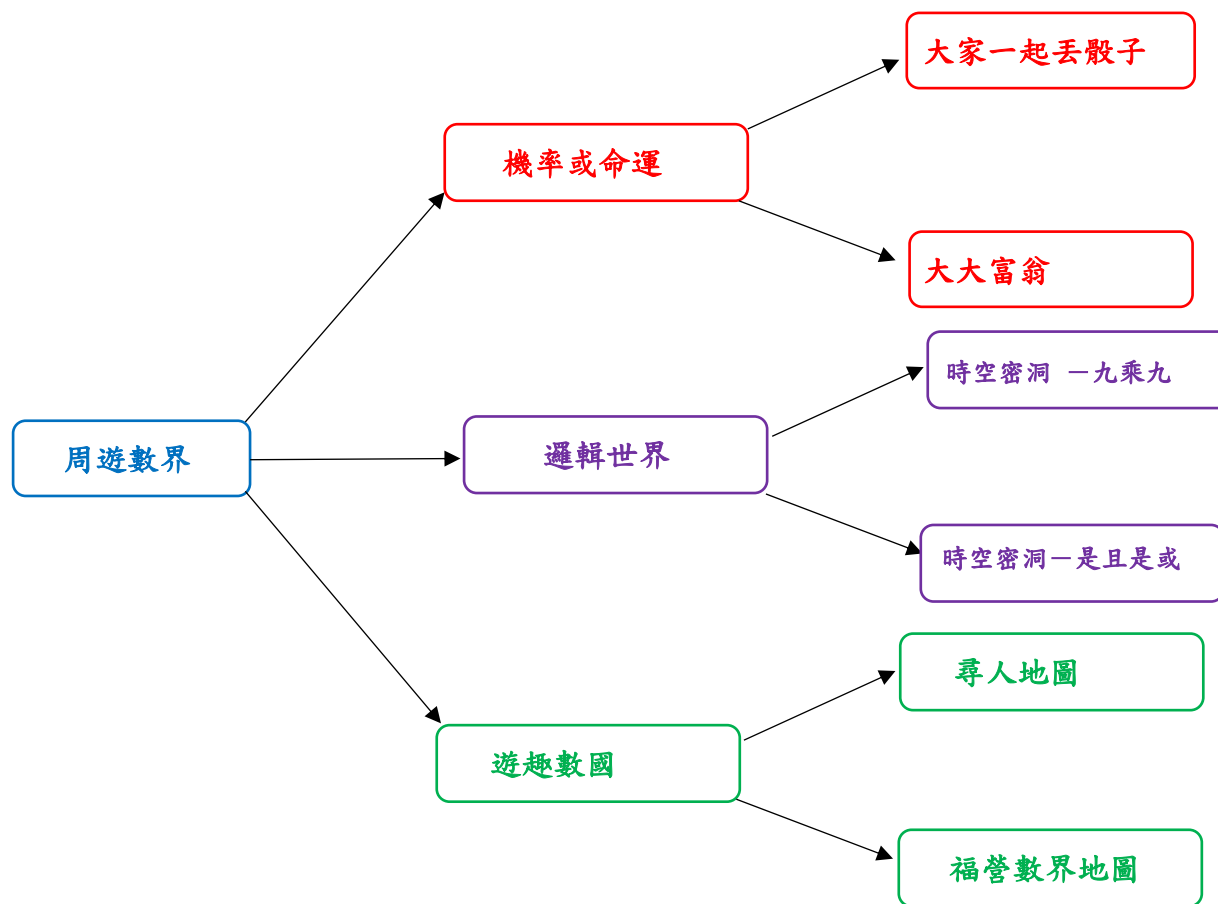 大家一起丟骰子
機率或命運
大大富翁
時空密洞 －九乘九
周遊數界
邏輯世界
時空密洞－是且是或
尋人地圖
遊趣數國
福營數界地圖